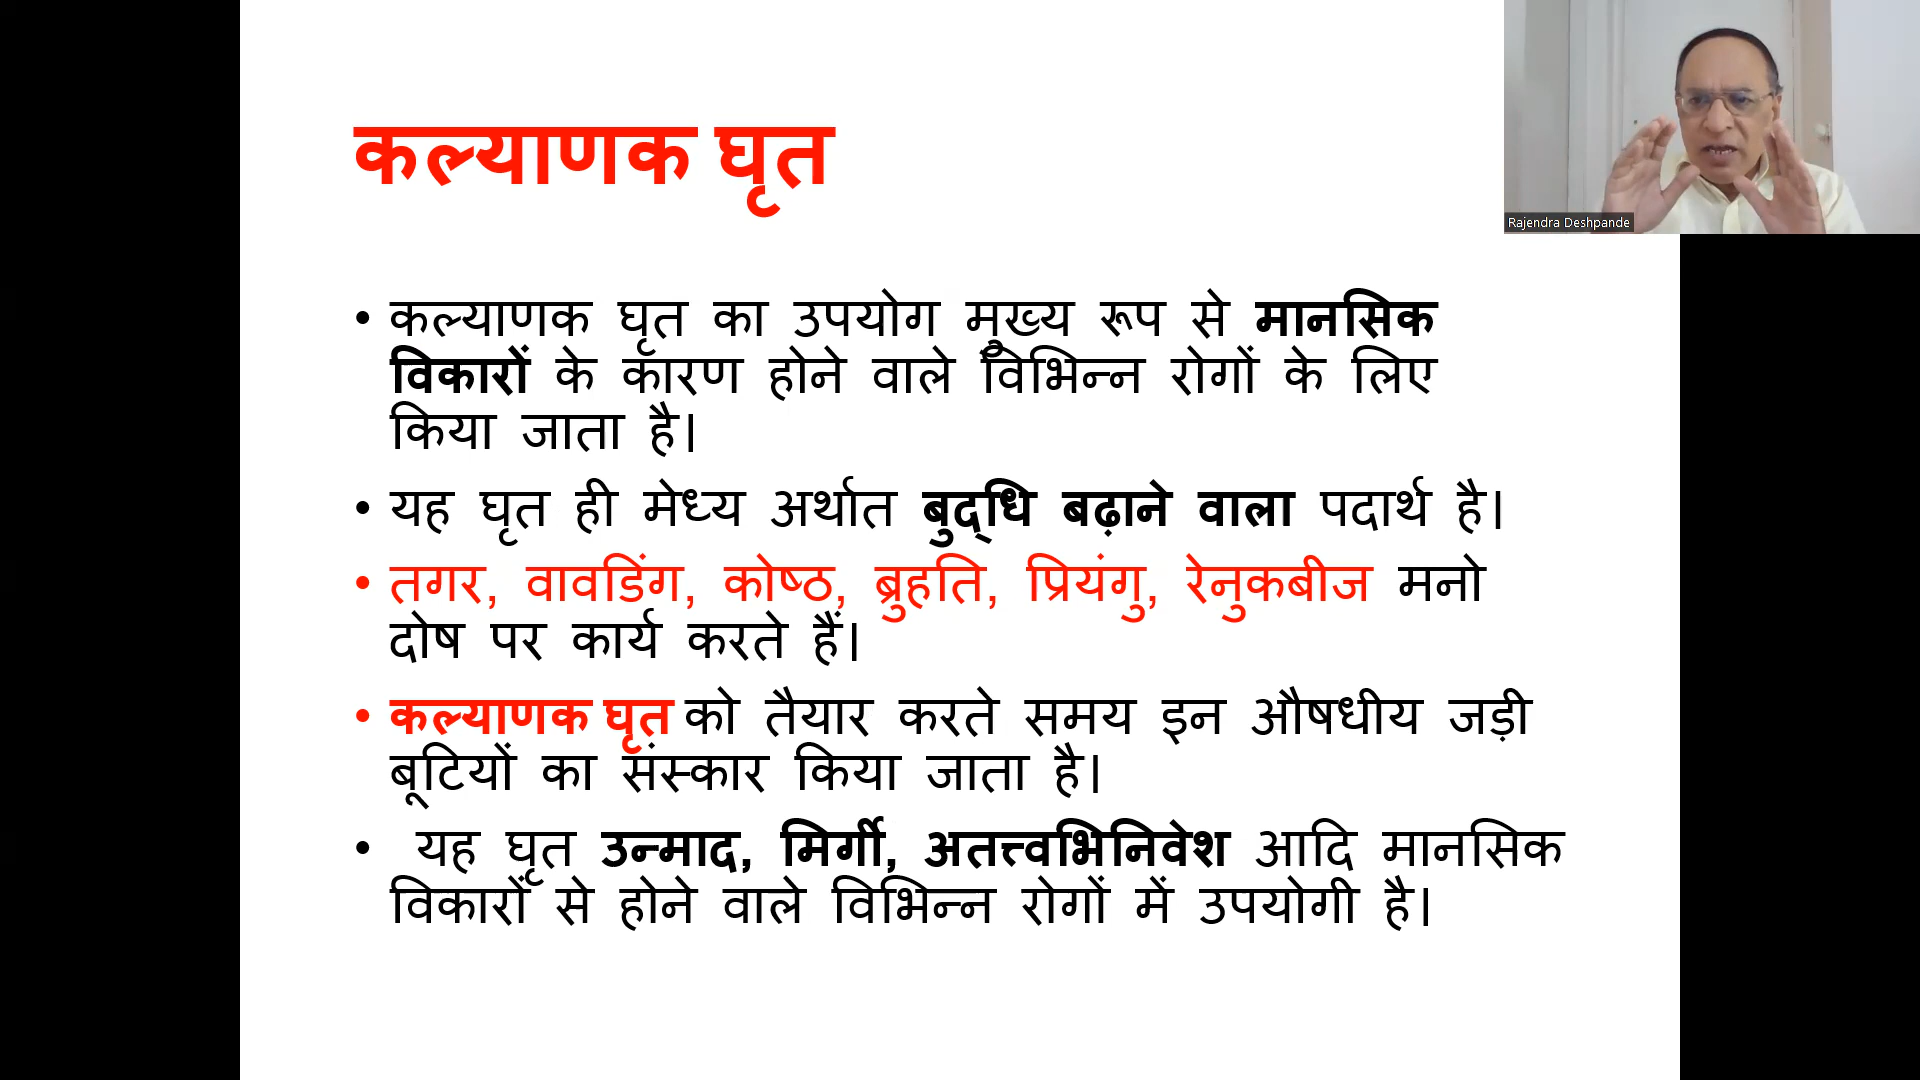 कल्याणक घृत
Rajendra Deshpande
• कल्याणक घृत का उपयोग मुख्य रूप से मानसिक
विकारों के कारण होने वाले विभिन्न रोगों के लिए
किया जाता है।
• यह घृत ही मेध्य अर्थात बुद्धि बढ़ाने वाला पदार्थ है।
• तगर, वावडिंग, कोष्ठ, ब्रुहति, प्रियंगु, रेनुकबीज मनो
दोष पर कार्य करते हैं।
• कल्याणक घृत को तैयार करते समय इन औषधीय जड़ी
बूटियों का संस्कार किया जाता है।
• यह घृत उन्माद, मिर्गी, अतत्त्वभिनिवेश आदि मानसिक
विकारों से होने वाले विभिन्न रोगों में उपयोगी है।